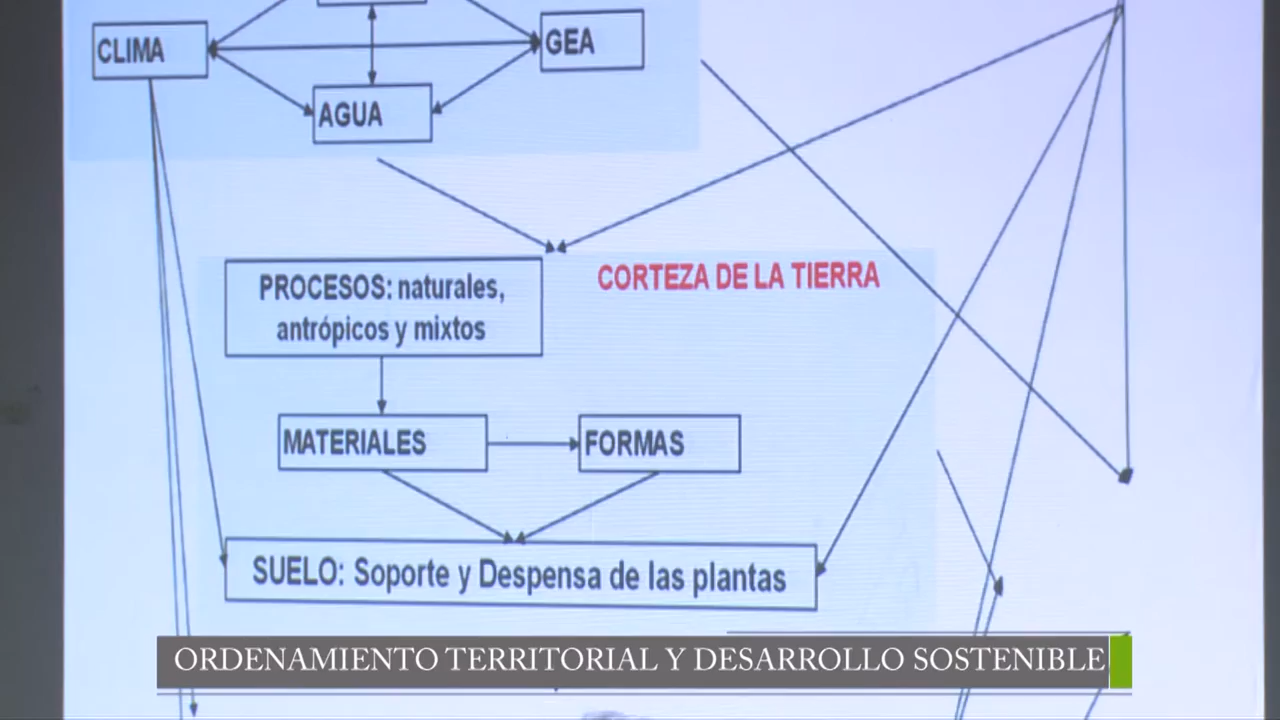 CLIMA
GEA
AGUA
CORTEZA DE LA TIERRA
PROCESOS: naturales,
antrópicos y mixtos
MATERIALES
FORMAS
SUELO: Soporte y Despensa de las plantas
ORDENAMIENTO TERRITORIAL Y DESARROLLO SOSTENIBLE